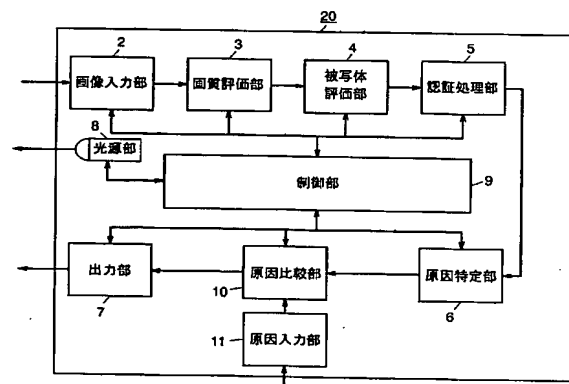 20
2
3
4
5
画像入力部
画質評価部
被写体
評価部
認証処理部
8
光源部
制御部
9
出力部
原因比較部
原因特定部
7
10
6
11
原因入力部